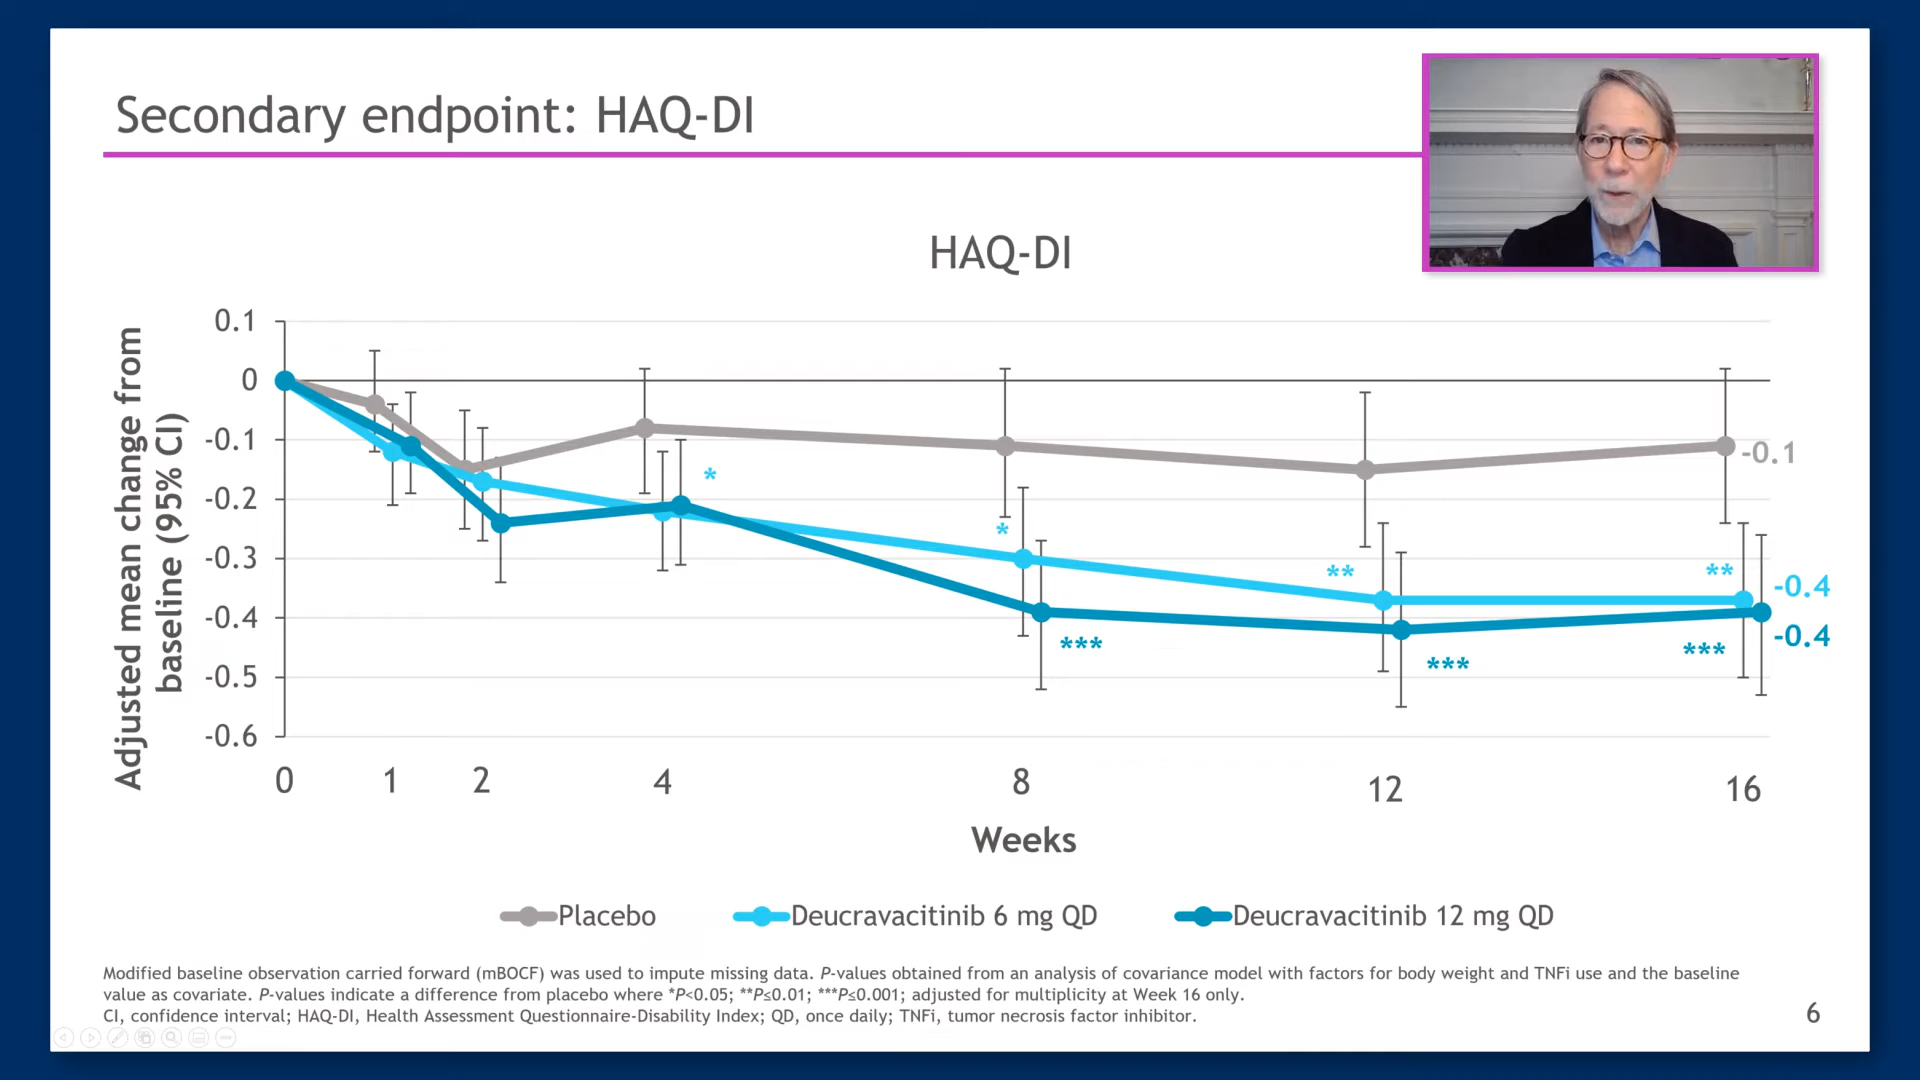 Secondary endpoint: HAQ-DI
HAQ-DI
Adjusted mean change from
baseline (95% CI)
0.1
0
-0.1
-0.2
-0.3
-0.4
-0.5
-0.6
*
*
**
**
***
***
***
-0.1
-0.4
-0.4
0 1 2 4 8 12 16
Weeks
Placebo Deucravacitinib 6 mg QD Deucravacitinib 12 mg QD
Modified baseline observation carried forward (mBOCF) was used to impute missing data. P-values obtained from an analysis of covariance model with factors for body weight and TNFi use and the baseline
value as covariate. P-values indicate a difference from placebo where *P<0.05; **P≤0.01; ***P≤0.001; adjusted for multiplicity at Week 16 only.
CI, confidence interval; HAQ-DI, Health Assessment Questionnaire-Disability Index; QD, once daily; TNFi, tumor necrosis factor inhibitor.
6